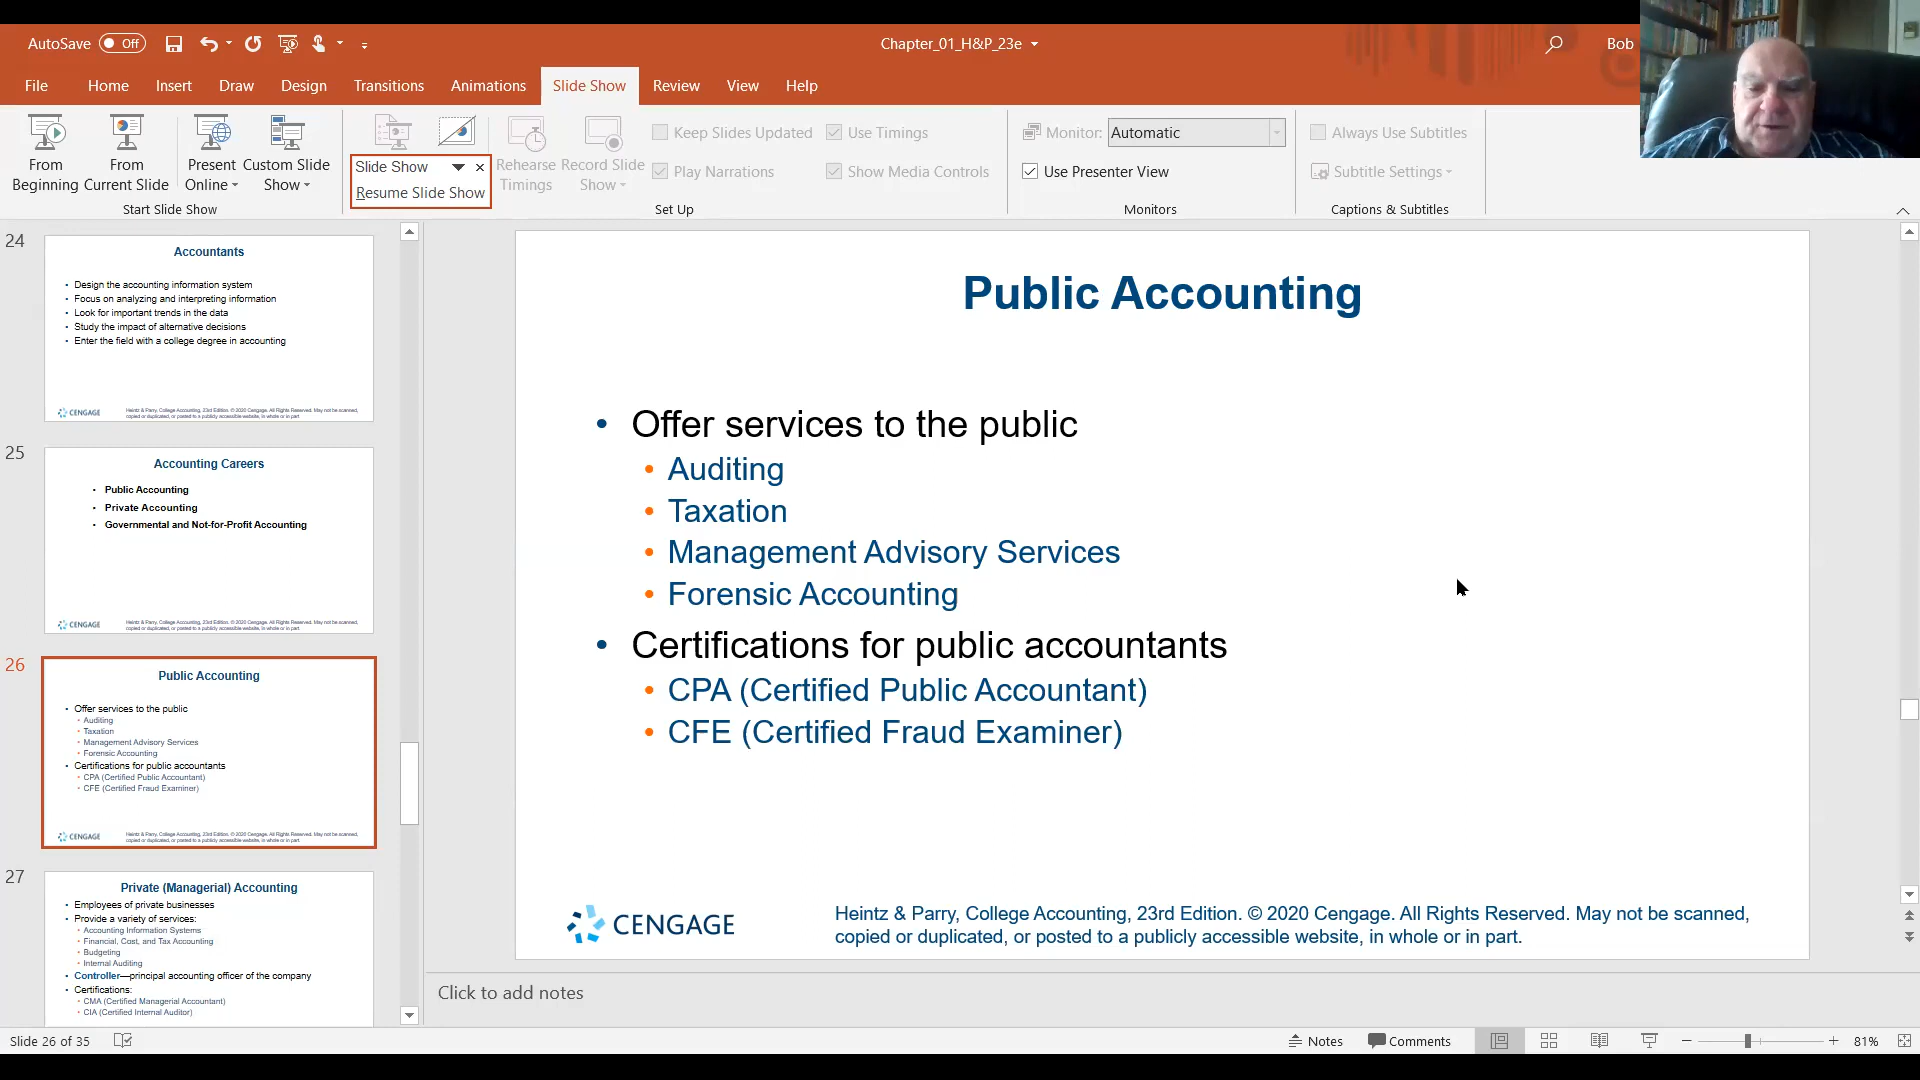 AutoSave Off
Chapter_01_H&P_23e
Bob
File Home Insert Draw Design Transitions Animations Slide Show Review View Help
From Beginning
From Current Slide
Present Online
Custom Slide Show
Start Slide Show
Slide Show
Resume Slide Show
Rehearse Timings
Record Slide Show
Keep Slides Updated
Play Narrations
Use Timings
Show Media Controls
Set Up
Monitor: Automatic
Use Presenter View
Monitors
Always Use Subtitles
Subtitle Settings
Captions & Subtitles
24
Accountants
• Design the accounting information system
• Focus on analyzing and interpreting information
• Look for important trends in the data
• Study the impact of alternative decisions
• Enter the field with a college degree in accounting
CENGAGE
Heintz & Parry, College Accounting, 23rd Edition. © 2020 Cengage. All Rights Reserved. May not be scanned,
copied or duplicated, or posted to a publicly accessible website, in whole or in part.
25
Accounting Careers
• Public Accounting
• Private Accounting
• Governmental and Not-for-Profit Accounting
CENGAGE
Heintz & Parry, College Accounting, 23rd Edition. © 2020 Cengage. All Rights Reserved. May not be scanned,
copied or duplicated, or posted to a publicly accessible website, in whole or in part.
26
Public Accounting
• Offer services to the public
• Auditing
• Taxation
• Management Advisory Services
• Forensic Accounting
• Certifications for public accountants
• CPA (Certified Public Accountant)
• CFE (Certified Fraud Examiner)
CENGAGE
Heintz & Parry, College Accounting, 23rd Edition. © 2020 Cengage. All Rights Reserved. May not be scanned,
copied or duplicated, or posted to a publicly accessible website, in whole or in part.
27
Private (Managerial) Accounting
• Employees of private businesses
• Provide a variety of services:
• Accounting Information Systems
• Financial, Cost, and Tax Accounting
• Budgeting
• Internal Auditing
• Controller—principal accounting officer of the company
• Certifications:
• CMA (Certified Managerial Accountant)
• CIA (Certified Internal Auditor)
Public Accounting
• Offer services to the public
• Auditing
• Taxation
• Management Advisory Services
• Forensic Accounting
• Certifications for public accountants
• CPA (Certified Public Accountant)
• CFE (Certified Fraud Examiner)
CENGAGE
Heintz & Parry, College Accounting, 23rd Edition. © 2020 Cengage. All Rights Reserved. May not be scanned,
copied or duplicated, or posted to a publicly accessible website, in whole or in part.
Click to add notes
Slide 26 of 35
Notes
Comments
81%